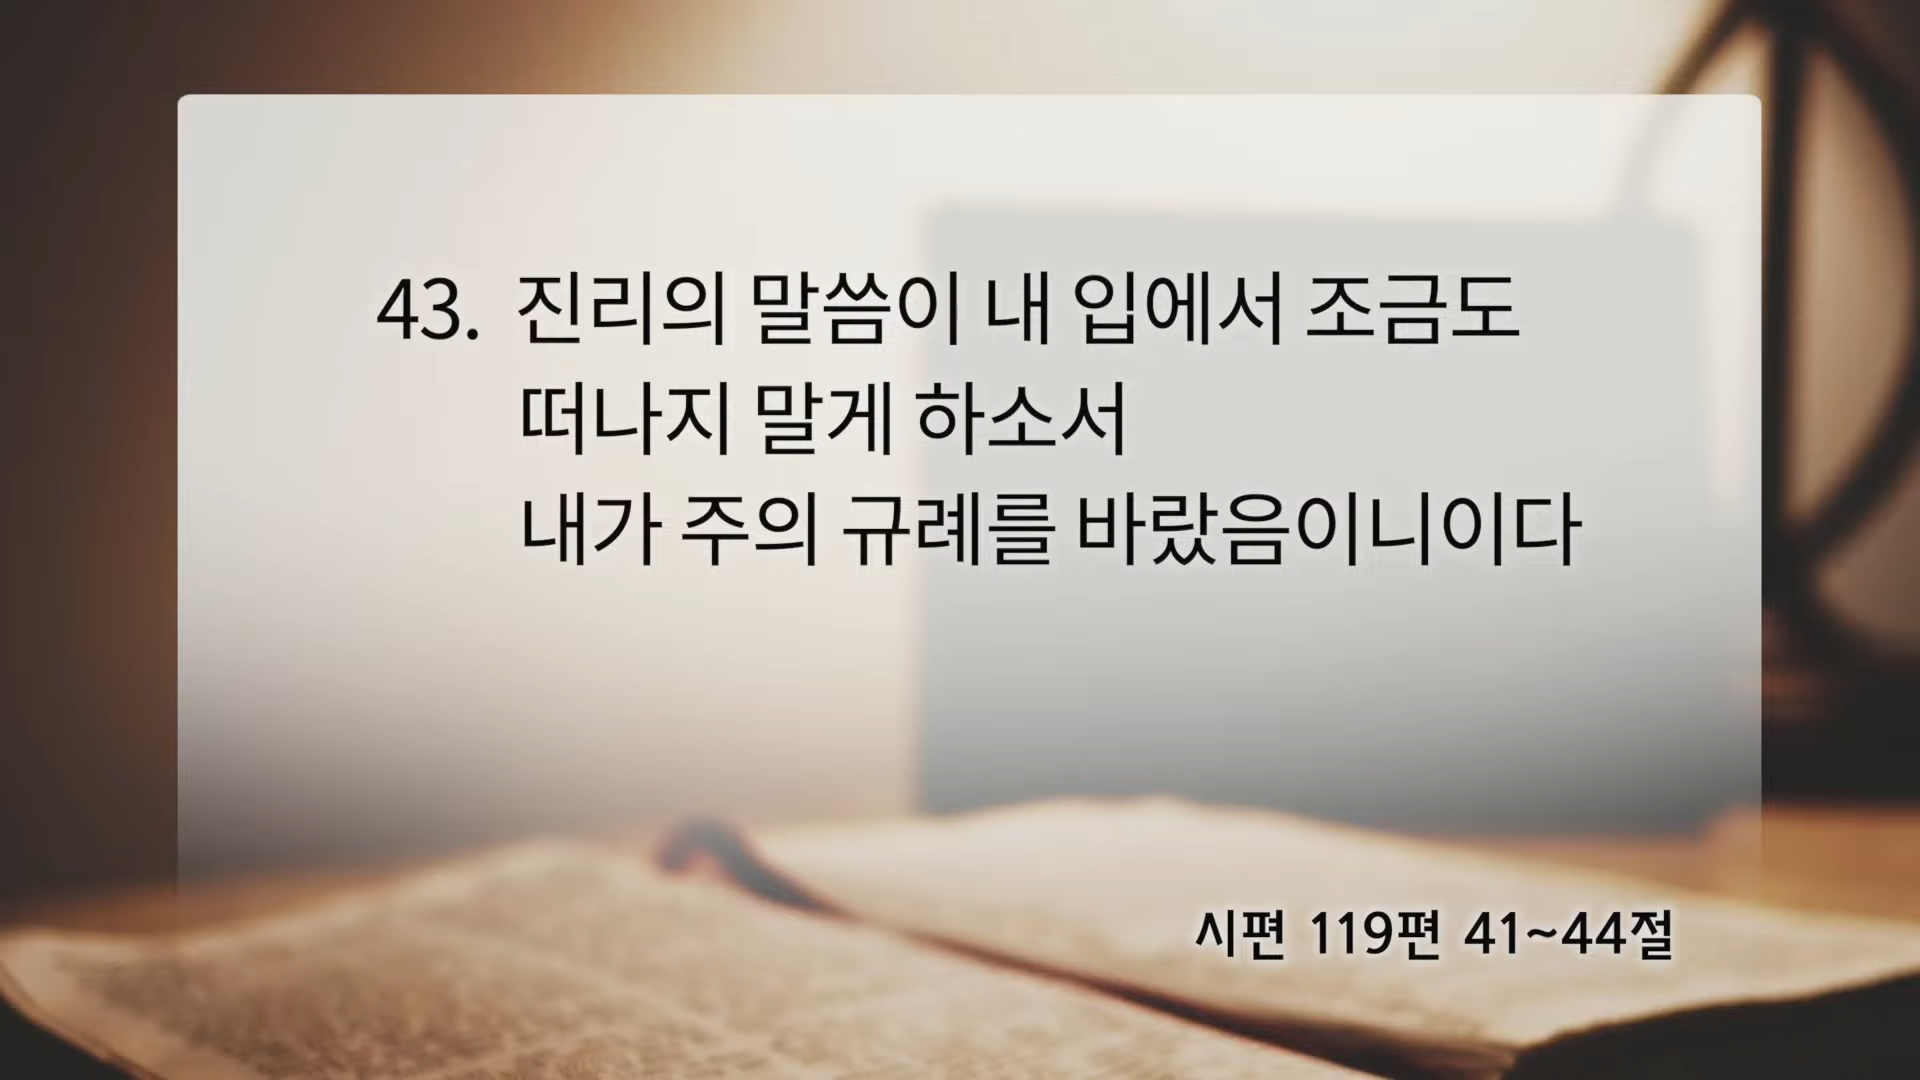 43. 진리의 말씀이 내 입에서 조금도
떠나지 말게 하소서
내가 주의 규례를 바랐음이니이다
시편 119편 41~44절